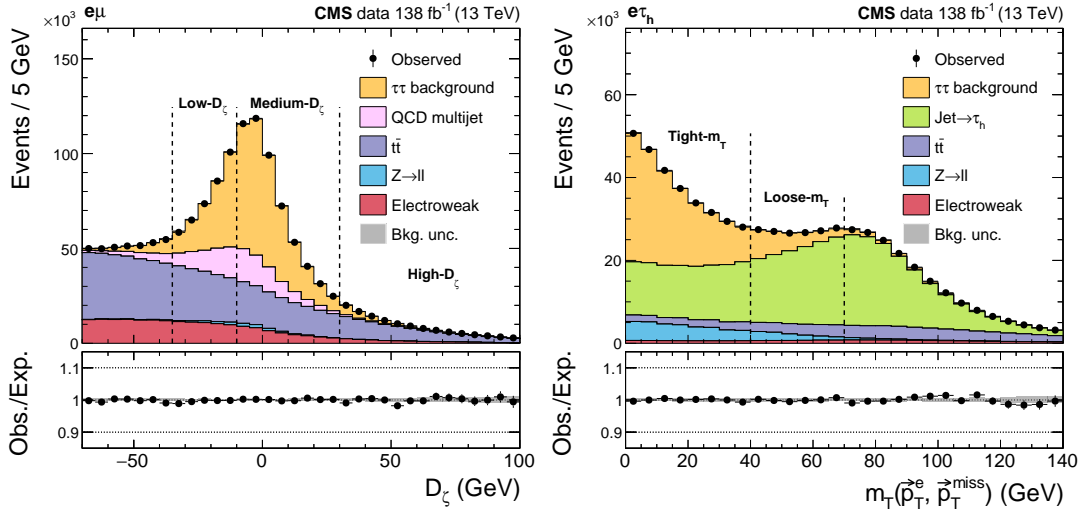 eμ CMS data 138 fb⁻¹ (13 TeV)
×10³
Events / 5 GeV
150
100
50
0
Observed
ττ background
QCD multijet
tt̄
Z→ll
Electroweak
Bkg. unc.
Low-D_ζ Medium-D_ζ
High-D_ζ
Obs./Exp.
1.1
1
0.9
−50 0 50 100
D_ζ (GeV)
eτ_h CMS data 138 fb⁻¹ (13 TeV)
×10³
Events / 5 GeV
60
40
20
0
Observed
ττ background
Jet→τ_h
tt̄
Z→ll
Electroweak
Bkg. unc.
Tight-m_T
Loose-m_T
Obs./Exp.
1.1
1
0.9
0 20 40 60 80 100 120 140
m_T(p⃗_T^e, p⃗_T^miss) (GeV)